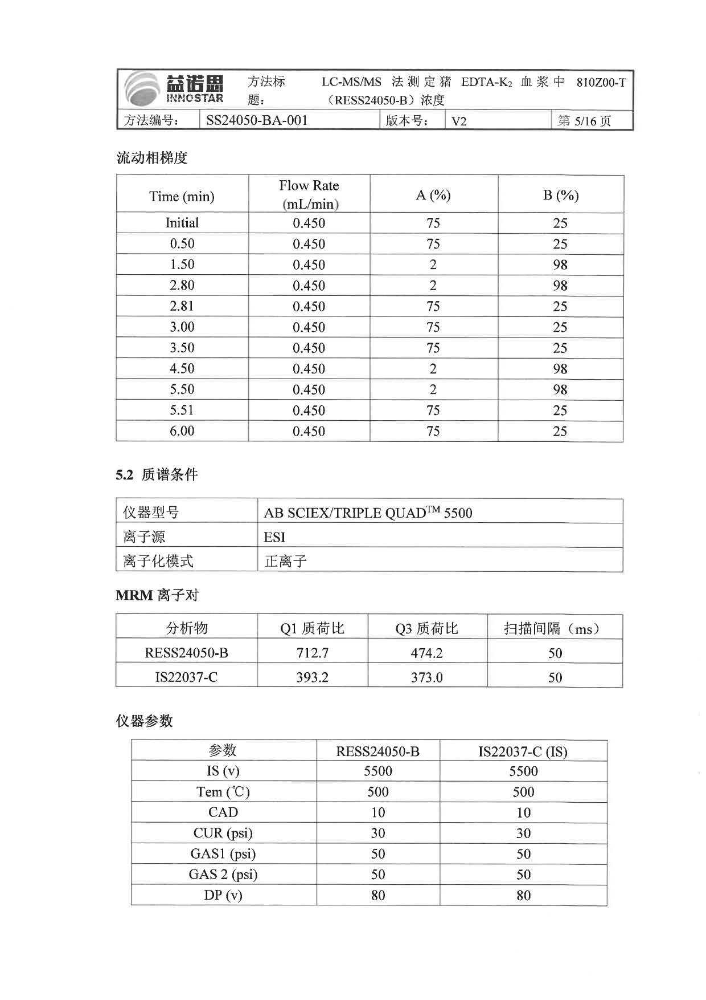 益诺思
INNOSTAR
方法标题：
LC-MS/MS 法测定猪 EDTA-K₂ 血浆中 810Z00-T
（RESS24050-B）浓度
方法编号： SS24050-BA-001 版本号： V2 第 5/16 页
流动相梯度
Time (min) Flow Rate (mL/min) A (%) B (%)
Initial 0.450 75 25
0.50 0.450 75 25
1.50 0.450 2 98
2.80 0.450 2 98
2.81 0.450 75 25
3.00 0.450 75 25
3.50 0.450 75 25
4.50 0.450 2 98
5.50 0.450 2 98
5.51 0.450 75 25
6.00 0.450 75 25
5.2 质谱条件
仪器型号 AB SCIEX/TRIPLE QUAD™ 5500
离子源 ESI
离子化模式 正离子
MRM 离子对
分析物 Q1 质荷比 Q3 质荷比 扫描间隔（ms）
RESS24050-B 712.7 474.2 50
IS22037-C 393.2 373.0 50
仪器参数
参数 RESS24050-B IS22037-C (IS)
IS (v) 5500 5500
Tem (℃) 500 500
CAD 10 10
CUR (psi) 30 30
GAS1 (psi) 50 50
GAS 2 (psi) 50 50
DP (v) 80 80